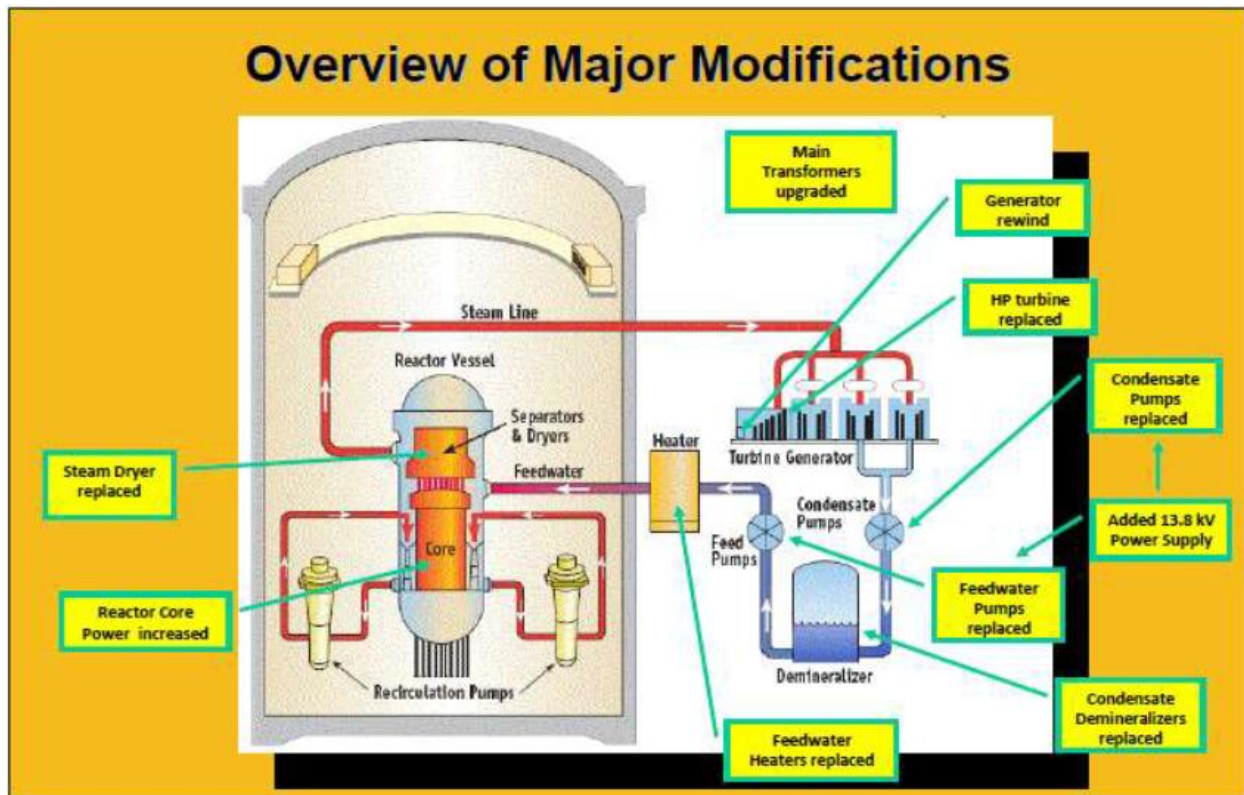 Overview of Major Modifications
Main
Transformers
upgraded
Generator
rewind
HP turbine
replaced
Steam Line
Reactor Vessel
Condensate
Pumps
replaced
Separators
& Dryers
Heater
Turbine Generator
Steam Dryer
replaced
Feedwater
Condensate
Pumps
Added 13.8 kV
Power Supply
Feed
Pumps
Core
Feedwater
Pumps
replaced
Reactor Core
Power increased
Demineralizer
Recirculation Pumps
Condensate
Demineralizers
replaced
Feedwater
Heaters replaced